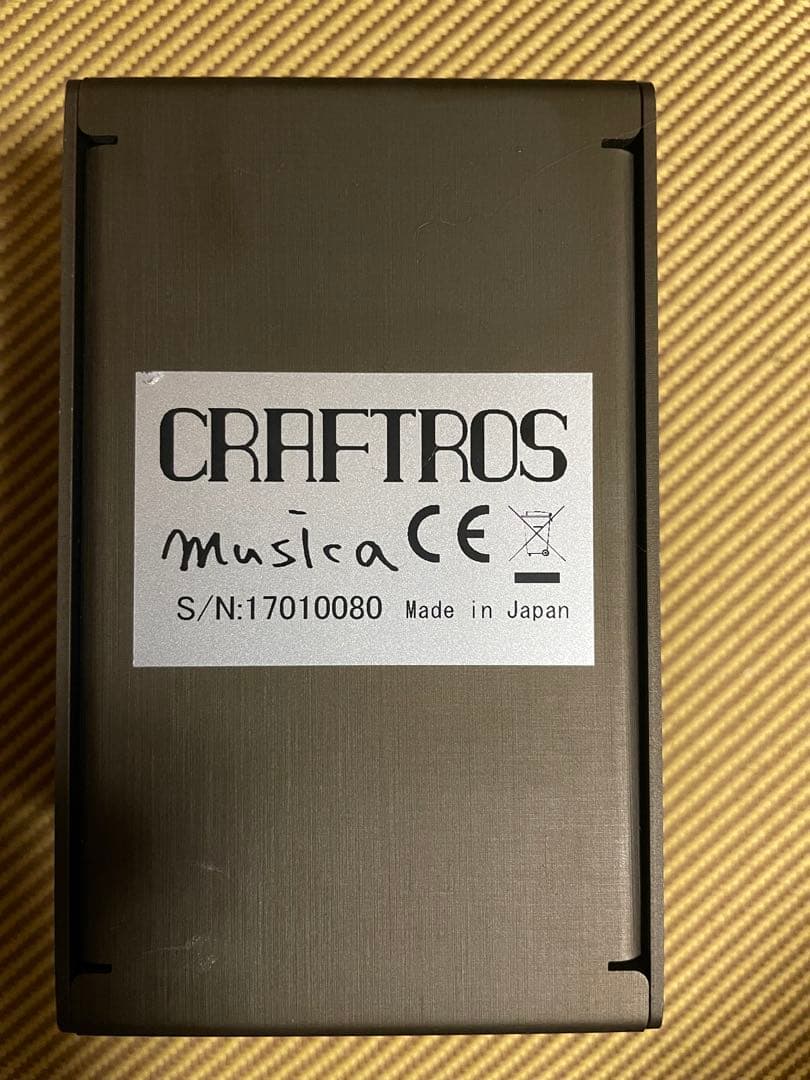 CRAFTROS
musica CE
S/N:17010080 Made in Japan